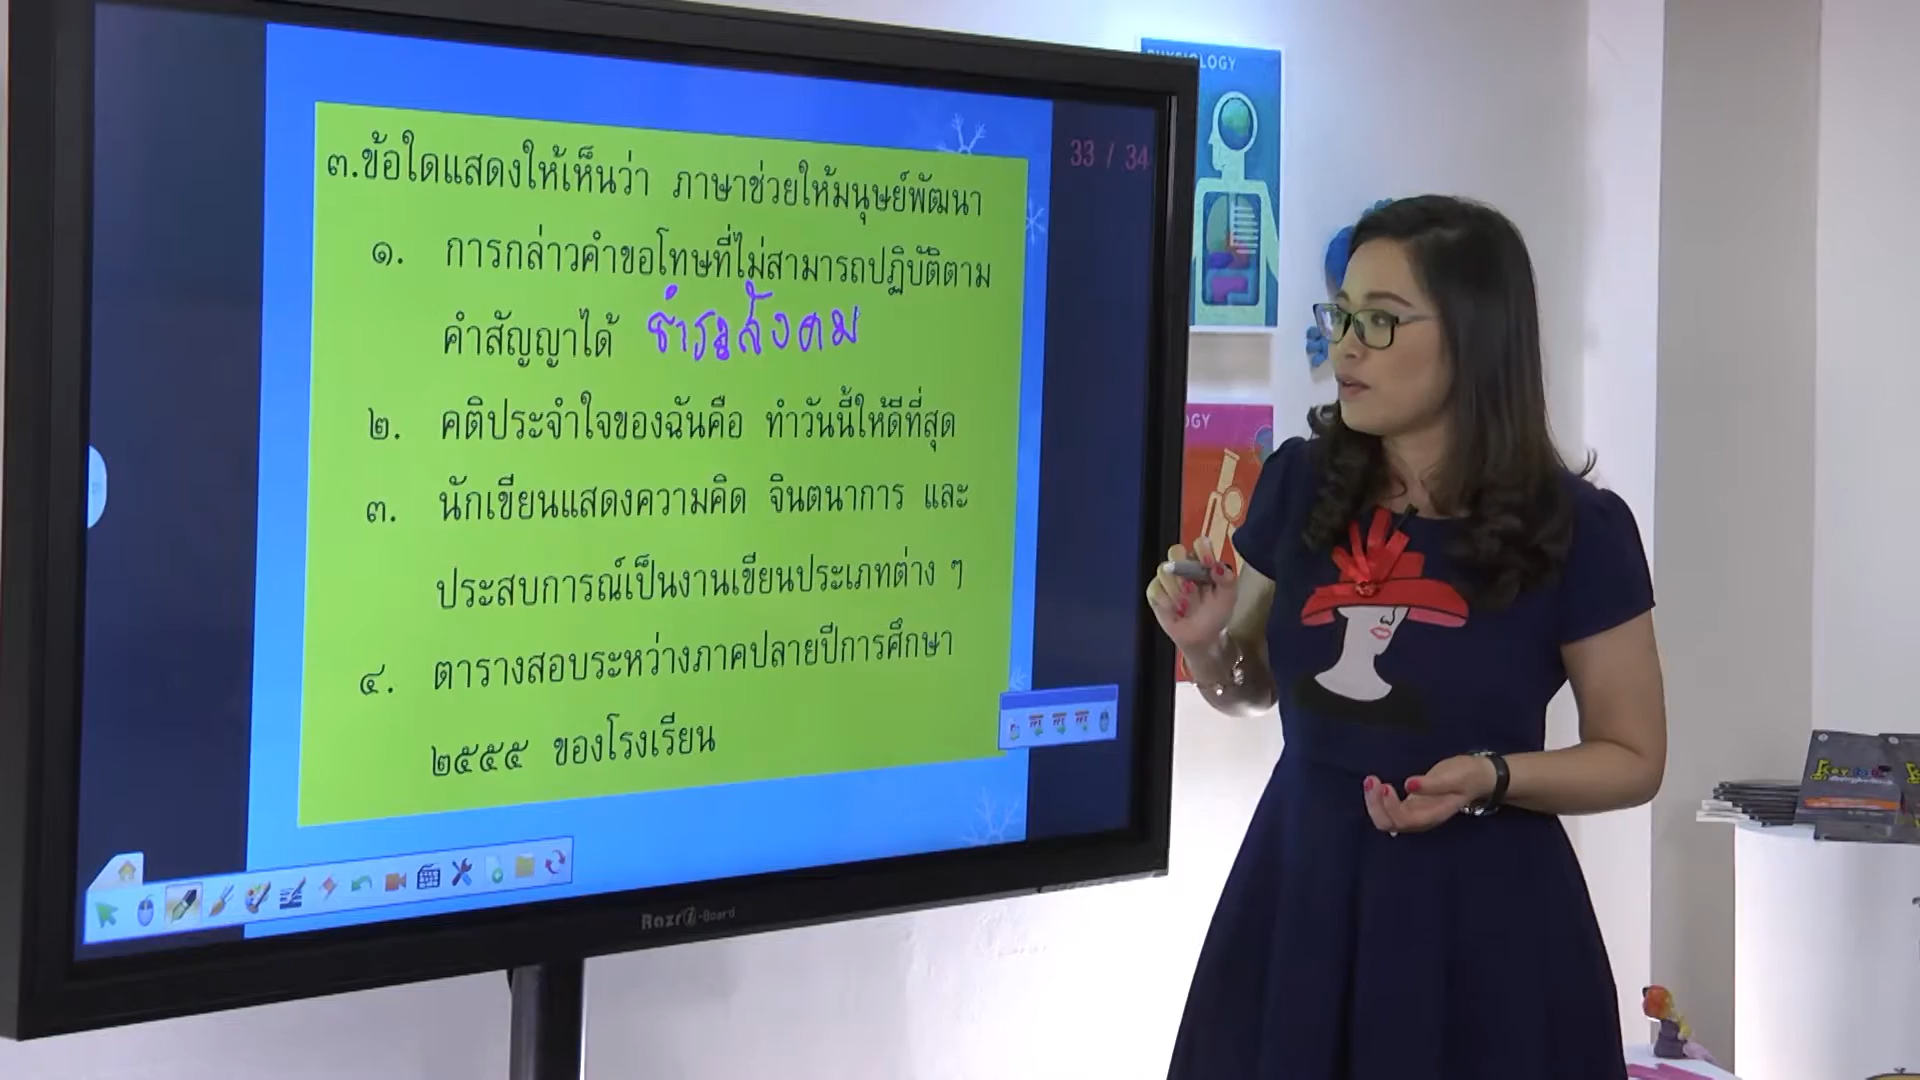 ๓.ข้อใดแสดงให้เห็นว่า ภาษาช่วยให้มนุษย์พัฒนา
๑. การกล่าวคำขอโทษที่ไม่สามารถปฏิบัติตาม
คำสัญญาได้ ธำรงสังคม
๒. คติประจำใจของฉันคือ ทำวันนี้ให้ดีที่สุด
๓. นักเขียนแสดงความคิด จินตนาการ และ
ประสบการณ์เป็นงานเขียนประเภทต่าง ๆ
๔. ตารางสอบระหว่างภาคปลายปีการศึกษา
๒๕๕๕ ของโรงเรียน
33 / 34
Razr i-Board
PHYSIOLOGY
OGY